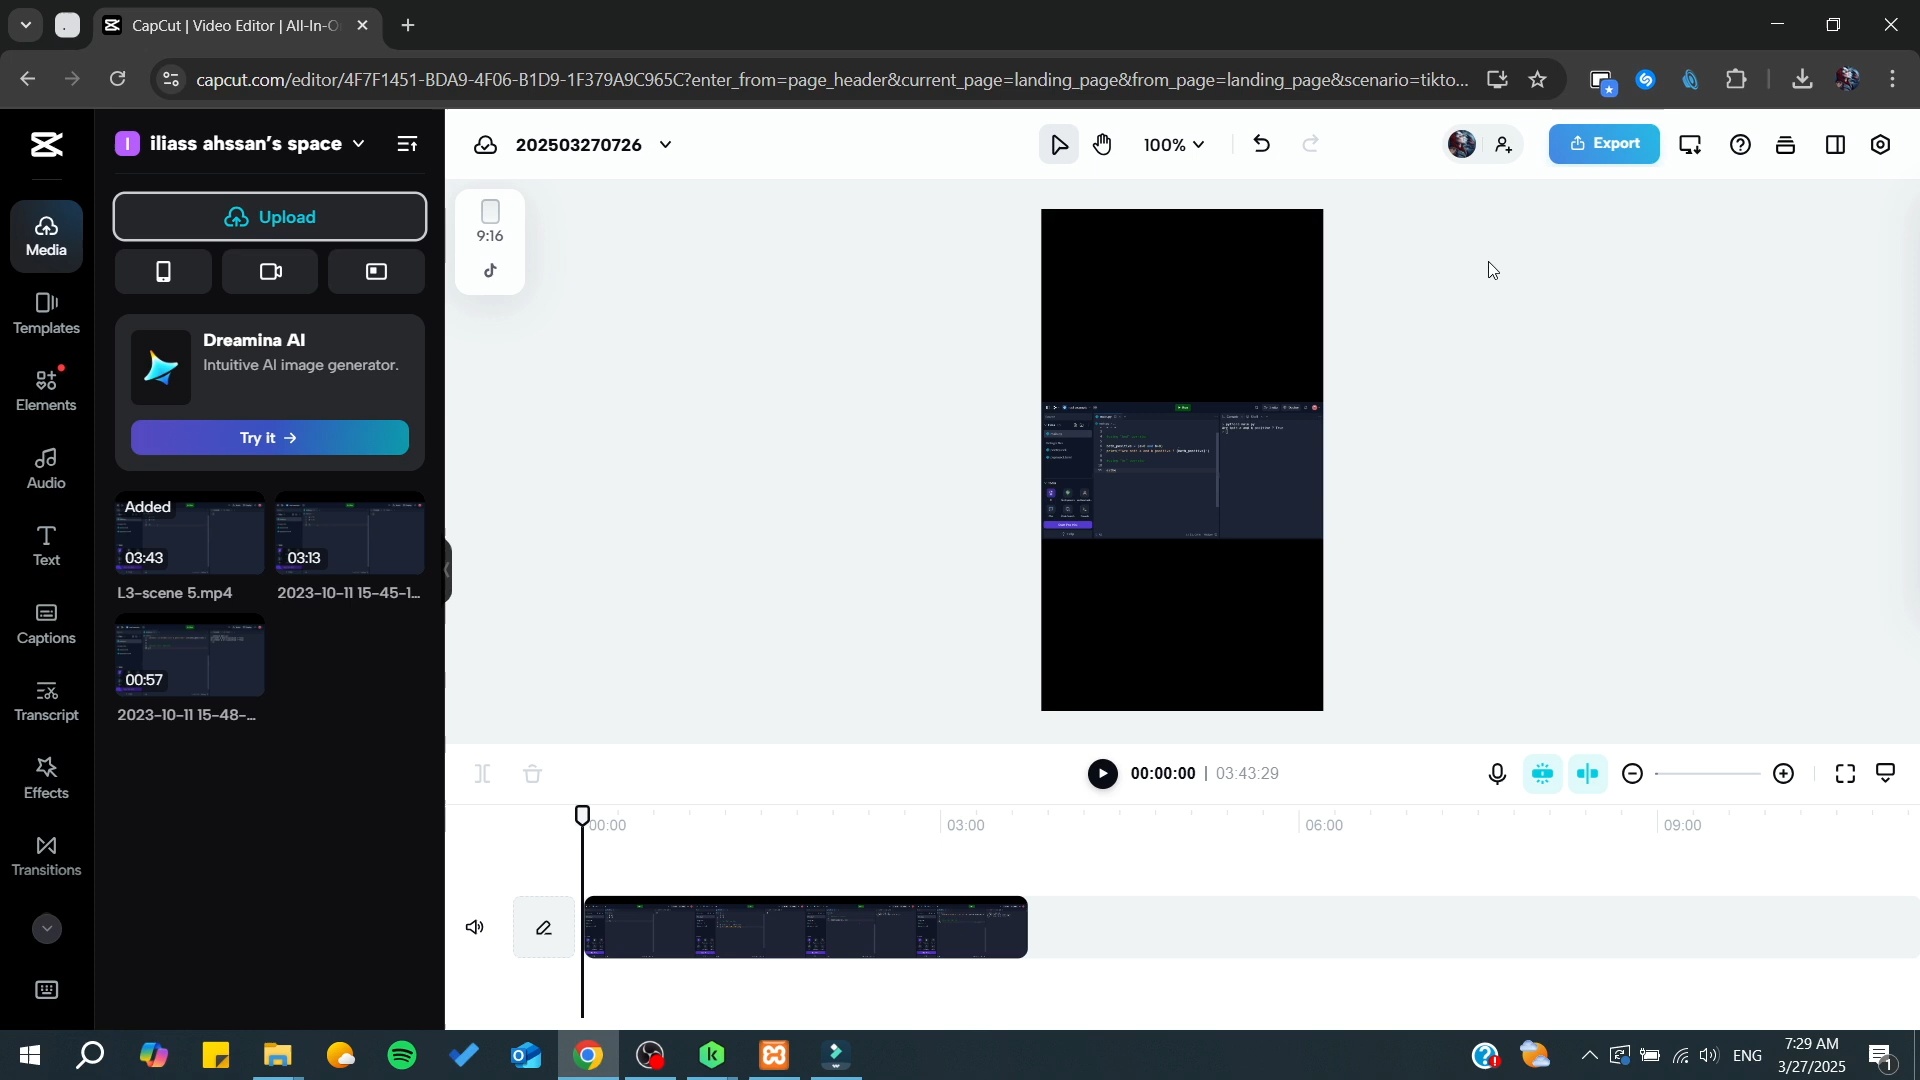 CapCut | Video Editor | All-In-O
capcut.com/editor/4F7F1451-BDA9-4F06-B1D9-1F379A9C965C?enter_from=page_header&current_page=landing_page&from_page=landing_page&scenario=tikto...
I iliass ahssan's space
202503270726
100%
Export
Upload
9:16
Media
Templates
Elements
Audio
Text
Captions
Transcript
Effects
Transitions
Dreamina AI
Intuitive AI image generator.
Try it →
Added
03:43
03:13
L3-scene 5.mp4
2023-10-11 15-45-1...
00:57
2023-10-11 15-48-...
00:00:00 | 03:43:29
00:00
03:00
06:00
09:00
ENG
7:29 AM
3/27/2025
1